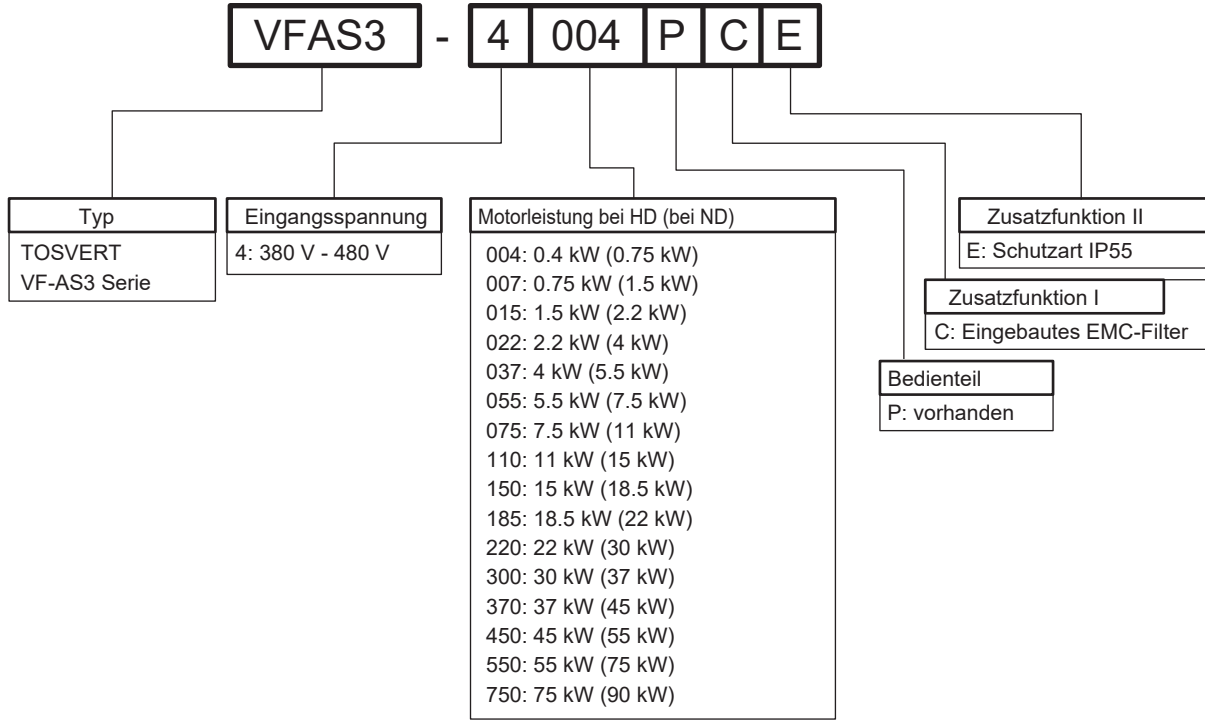 VFAS3 - 4 004 P C E
Typ
TOSVERT
VF-AS3 Serie
Eingangsspannung
4: 380 V - 480 V
Motorleistung bei HD (bei ND)
004: 0.4 kW (0.75 kW)
007: 0.75 kW (1.5 kW)
015: 1.5 kW (2.2 kW)
022: 2.2 kW (4 kW)
037: 4 kW (5.5 kW)
055: 5.5 kW (7.5 kW)
075: 7.5 kW (11 kW)
110: 11 kW (15 kW)
150: 15 kW (18.5 kW)
185: 18.5 kW (22 kW)
220: 22 kW (30 kW)
300: 30 kW (37 kW)
370: 37 kW (45 kW)
450: 45 kW (55 kW)
550: 55 kW (75 kW)
750: 75 kW (90 kW)
Zusatzfunktion II
E: Schutzart IP55
Zusatzfunktion I
C: Eingebautes EMC-Filter
Bedienteil
P: vorhanden